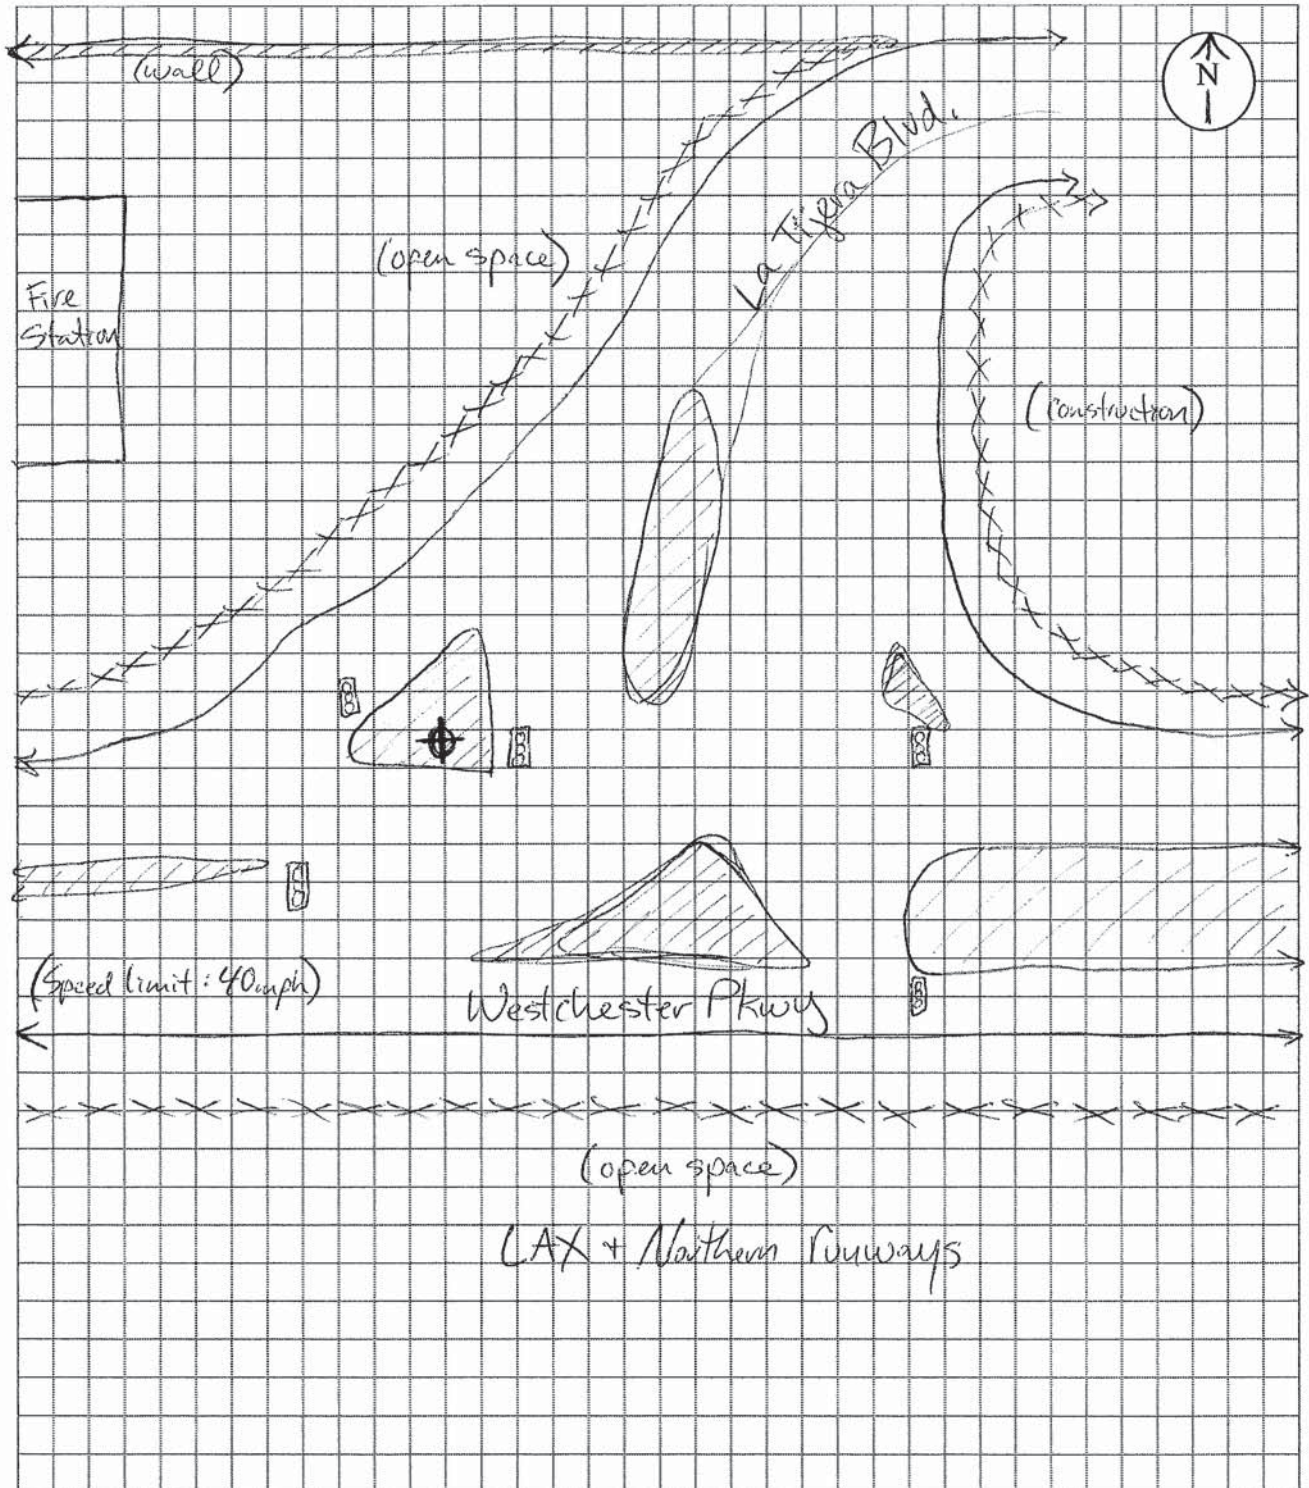 (wall)
N
La Tijera Blvd.
(open space)
Fire
Station
(construction)
(Speed limit: 40mph)
Westchester Pkwy
(open space)
LAX + Northern runways